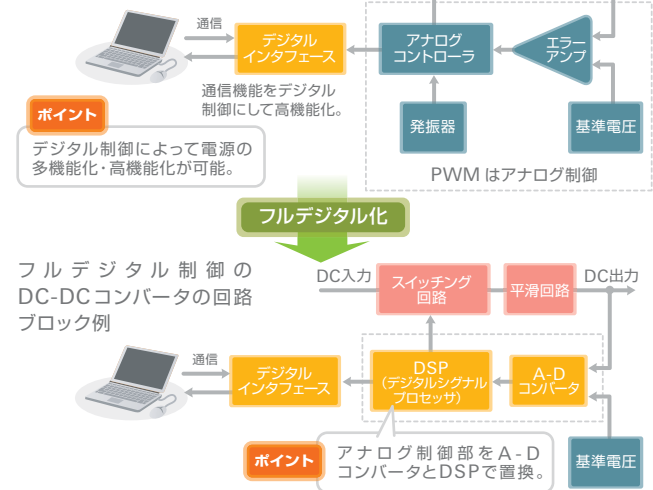 通信
デジタル
インタフェース
アナログ
コントローラ
エラー
アンプ
通信機能をデジタル
制御にして高機能化。
発振器
基準電圧
ポイント
デジタル制御によって電源の
多機能化・高機能化が可能。
PWMはアナログ制御
フルデジタル化
フルデジタル制御の
DC-DCコンバータの回路
ブロック例
DC入力
スイッチング
回路
平滑回路
DC出力
通信
デジタル
インタフェース
DSP
(デジタルシグナル
プロセッサ)
A-D
コンバータ
ポイント
アナログ制御部をA-D
コンバータとDSPで置換。
基準電圧